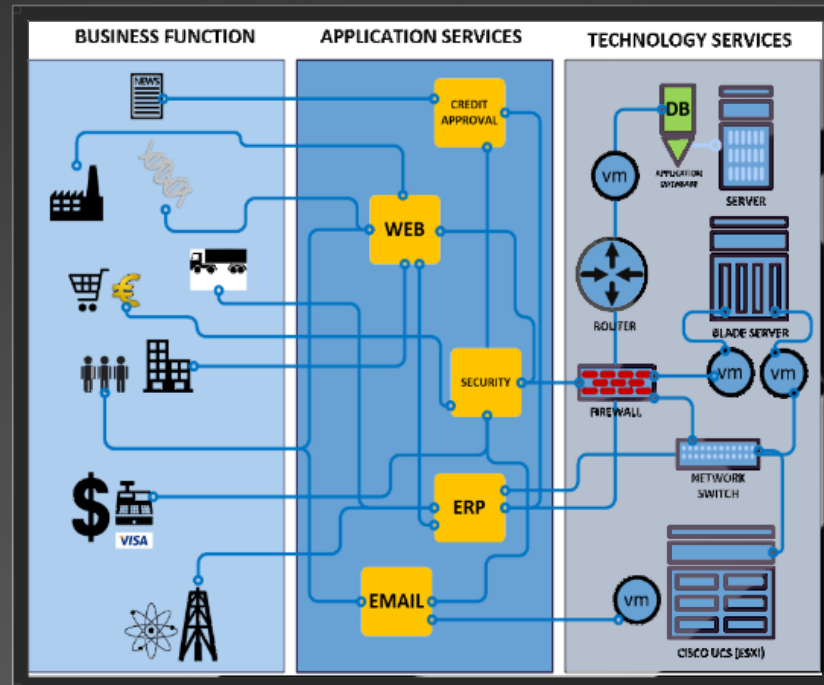 BUSINESS FUNCTION
APPLICATION SERVICES
TECHNOLOGY SERVICES
NEWS
CREDIT
APPROVAL
DB
vm
APPLICATION
DATABASE
SERVER
WEB
ROUTER
BLADE SERVER
€
SECURITY
vm
vm
FIREWALL
NETWORK
SWITCH
$
VISA
ERP
EMAIL
vm
CISCO UCS (ESXI)